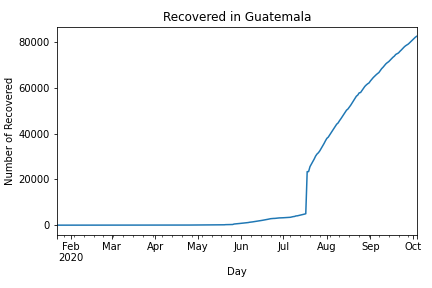 Recovered in Guatemala
Number of Recovered
80000
60000
40000
20000
0
Feb Mar Apr May Jun Jul Aug Sep Oct
2020
Day